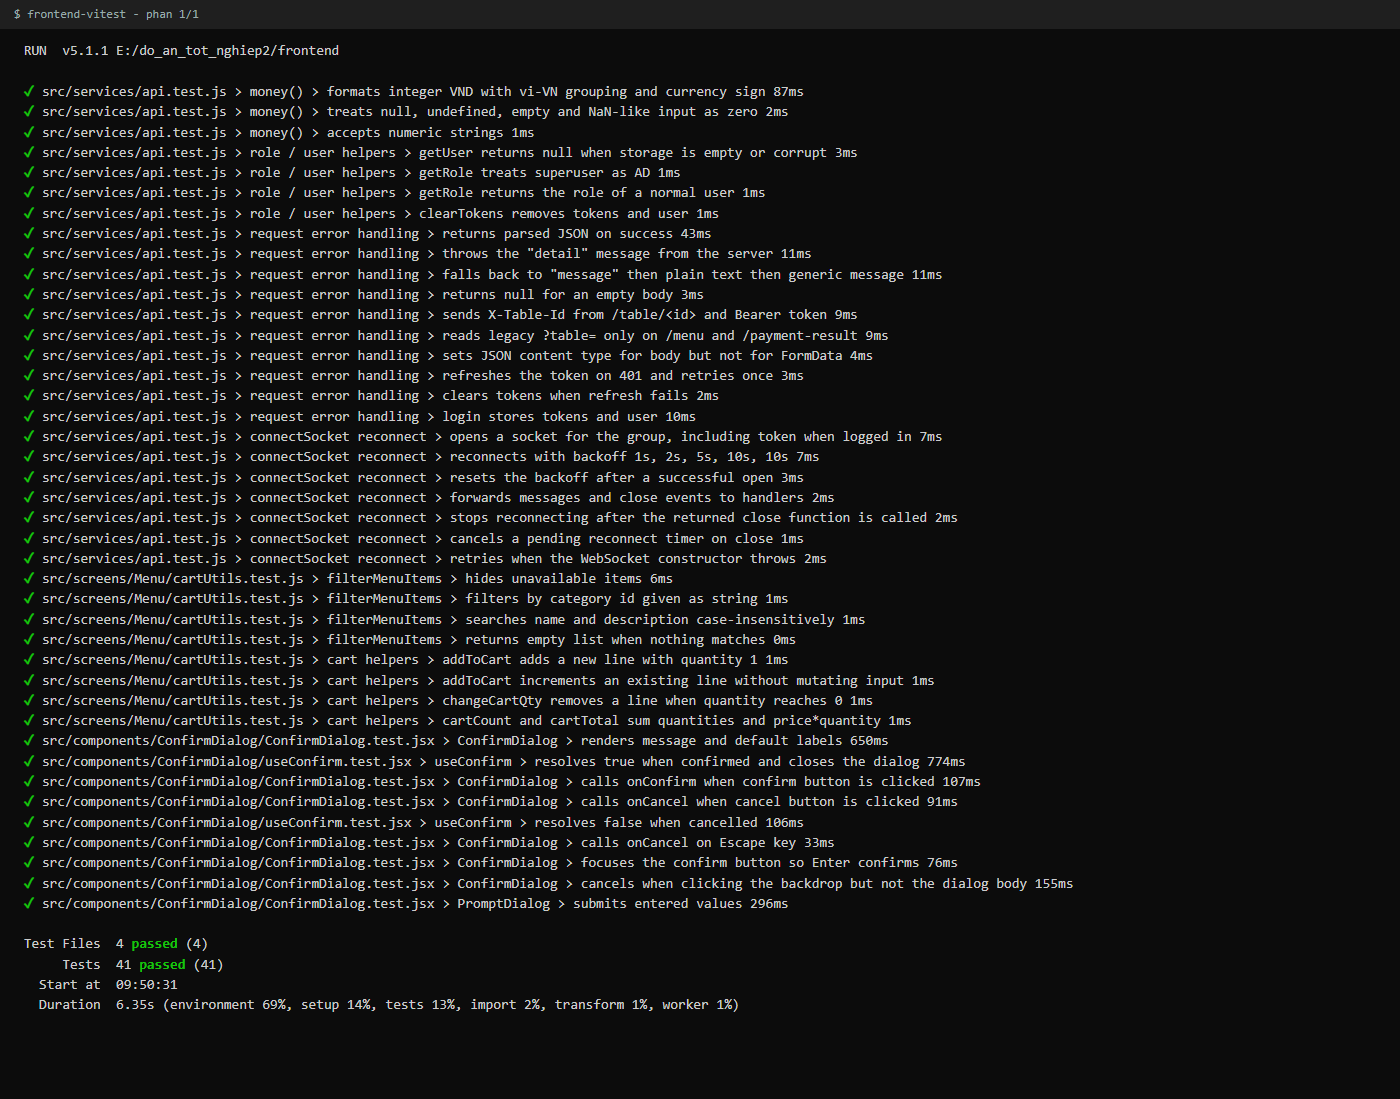 $ frontend-vitest - phan 1/1
RUN  v5.1.1 E:/do_an_tot_nghiep2/frontend
✓ src/services/api.test.js > money() > formats integer VND with vi-VN grouping and currency sign 87ms
✓ src/services/api.test.js > money() > treats null, undefined, empty and NaN-like input as zero 2ms
✓ src/services/api.test.js > money() > accepts numeric strings 1ms
✓ src/services/api.test.js > role / user helpers > getUser returns null when storage is empty or corrupt 3ms
✓ src/services/api.test.js > role / user helpers > getRole treats superuser as AD 1ms
✓ src/services/api.test.js > role / user helpers > getRole returns the role of a normal user 1ms
✓ src/services/api.test.js > role / user helpers > clearTokens removes tokens and user 1ms
✓ src/services/api.test.js > request error handling > returns parsed JSON on success 43ms
✓ src/services/api.test.js > request error handling > throws the "detail" message from the server 11ms
✓ src/services/api.test.js > request error handling > falls back to "message" then plain text then generic message 11ms
✓ src/services/api.test.js > request error handling > returns null for an empty body 3ms
✓ src/services/api.test.js > request error handling > sends X-Table-Id from /table/<id> and Bearer token 9ms
✓ src/services/api.test.js > request error handling > reads legacy ?table= only on /menu and /payment-result 9ms
✓ src/services/api.test.js > request error handling > sets JSON content type for body but not for FormData 4ms
✓ src/services/api.test.js > request error handling > refreshes the token on 401 and retries once 3ms
✓ src/services/api.test.js > request error handling > clears tokens when refresh fails 2ms
✓ src/services/api.test.js > request error handling > login stores tokens and user 10ms
✓ src/services/api.test.js > connectSocket reconnect > opens a socket for the group, including token when logged in 7ms
✓ src/services/api.test.js > connectSocket reconnect > reconnects with backoff 1s, 2s, 5s, 10s, 10s 7ms
✓ src/services/api.test.js > connectSocket reconnect > resets the backoff after a successful open 3ms
✓ src/services/api.test.js > connectSocket reconnect > forwards messages and close events to handlers 2ms
✓ src/services/api.test.js > connectSocket reconnect > stops reconnecting after the returned close function is called 2ms
✓ src/services/api.test.js > connectSocket reconnect > cancels a pending reconnect timer on close 1ms
✓ src/services/api.test.js > connectSocket reconnect > retries when the WebSocket constructor throws 2ms
✓ src/screens/Menu/cartUtils.test.js > filterMenuItems > hides unavailable items 6ms
✓ src/screens/Menu/cartUtils.test.js > filterMenuItems > filters by category id given as string 1ms
✓ src/screens/Menu/cartUtils.test.js > filterMenuItems > searches name and description case-insensitively 1ms
✓ src/screens/Menu/cartUtils.test.js > filterMenuItems > returns empty list when nothing matches 0ms
✓ src/screens/Menu/cartUtils.test.js > cart helpers > addToCart adds a new line with quantity 1 1ms
✓ src/screens/Menu/cartUtils.test.js > cart helpers > addToCart increments an existing line without mutating input 1ms
✓ src/screens/Menu/cartUtils.test.js > cart helpers > changeCartQty removes a line when quantity reaches 0 1ms
✓ src/screens/Menu/cartUtils.test.js > cart helpers > cartCount and cartTotal sum quantities and price*quantity 1ms
✓ src/components/ConfirmDialog/ConfirmDialog.test.jsx > ConfirmDialog > renders message and default labels 650ms
✓ src/components/ConfirmDialog/useConfirm.test.jsx > useConfirm > resolves true when confirmed and closes the dialog 774ms
✓ src/components/ConfirmDialog/ConfirmDialog.test.jsx > ConfirmDialog > calls onConfirm when confirm button is clicked 107ms
✓ src/components/ConfirmDialog/ConfirmDialog.test.jsx > ConfirmDialog > calls onCancel when cancel button is clicked 91ms
✓ src/components/ConfirmDialog/useConfirm.test.jsx > useConfirm > resolves false when cancelled 106ms
✓ src/components/ConfirmDialog/ConfirmDialog.test.jsx > ConfirmDialog > calls onCancel on Escape key 33ms
✓ src/components/ConfirmDialog/ConfirmDialog.test.jsx > ConfirmDialog > focuses the confirm button so Enter confirms 76ms
✓ src/components/ConfirmDialog/ConfirmDialog.test.jsx > ConfirmDialog > cancels when clicking the backdrop but not the dialog body 155ms
✓ src/components/ConfirmDialog/ConfirmDialog.test.jsx > PromptDialog > submits entered values 296ms
Test Files  4 passed (4)
Tests  41 passed (41)
Start at  09:50:31
Duration  6.35s (environment 69%, setup 14%, tests 13%, import 2%, transform 1%, worker 1%)